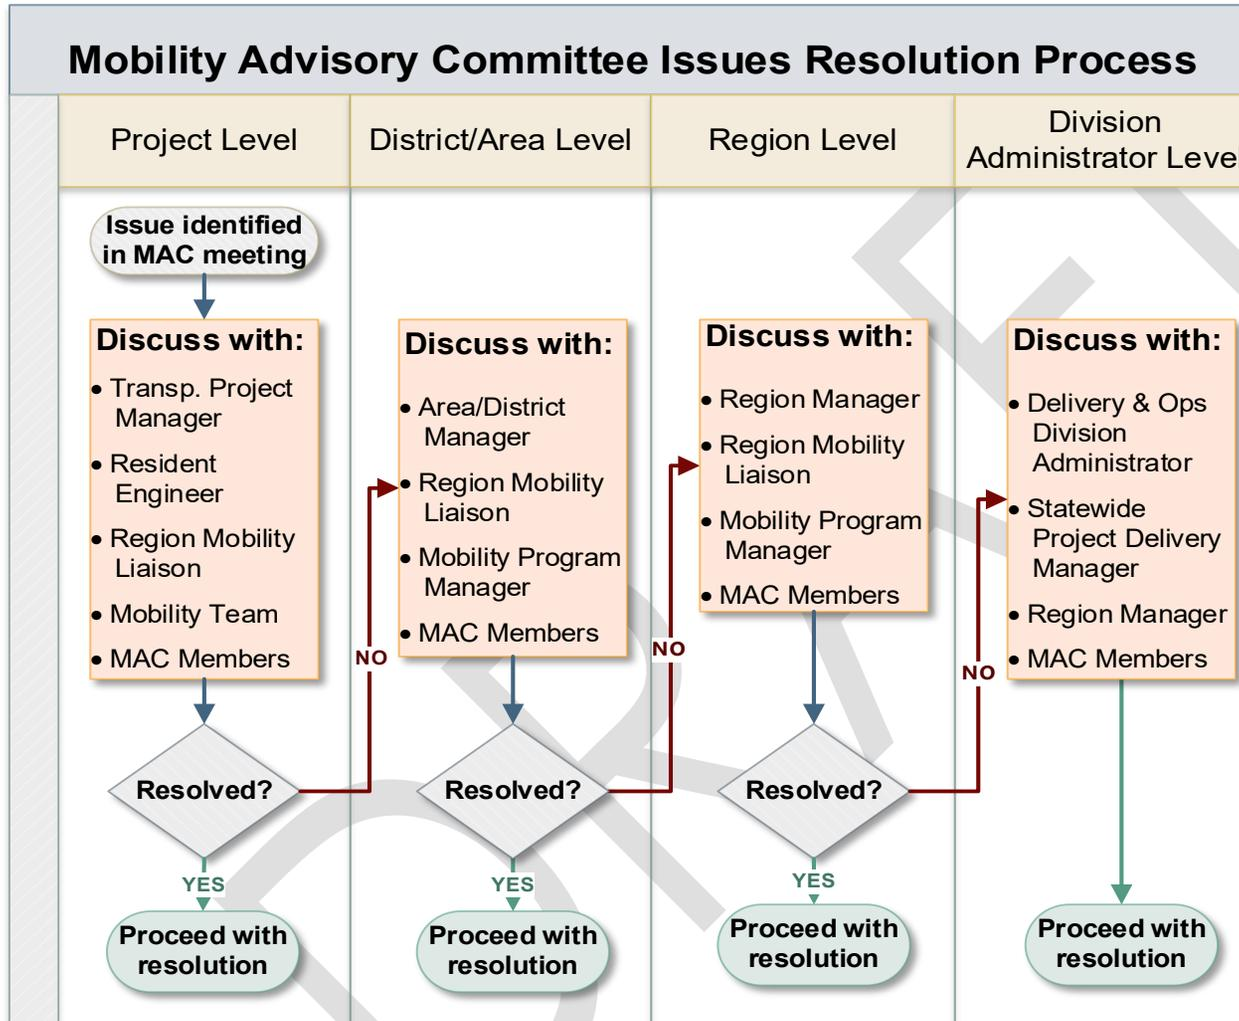 Mobility Advisory Committee Issues Resolution Process
Project Level
District/Area Level
Region Level
Division
Administrator Level
Issue identified
in MAC meeting
Discuss with:
• Transp. Project
Manager
• Resident
Engineer
• Region Mobility
Liaison
• Mobility Team
• MAC Members
Resolved?
NO
YES
Proceed with
resolution
Discuss with:
• Area/District
Manager
• Region Mobility
Liaison
• Mobility Program
Manager
• MAC Members
Resolved?
NO
YES
Proceed with
resolution
Discuss with:
• Region Manager
• Region Mobility
Liaison
• Mobility Program
Manager
• MAC Members
Resolved?
NO
YES
Proceed with
resolution
Discuss with:
• Delivery & Ops
Division
Administrator
• Statewide
Project Delivery
Manager
• Region Manager
• MAC Members
Proceed with
resolution